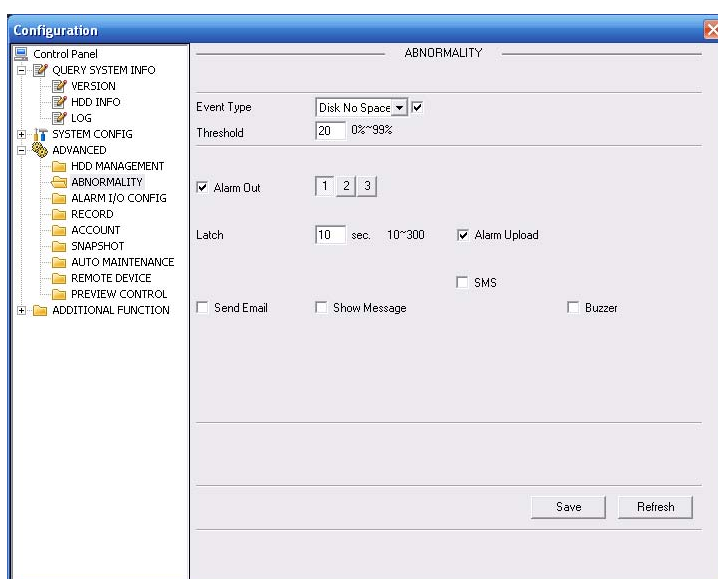 Configuration
Control Panel
QUERY SYSTEM INFO
VERSION
HDD INFO
LOG
SYSTEM CONFIG
ADVANCED
HDD MANAGEMENT
ABNORMALITY
ALARM I/O CONFIG
RECORD
ACCOUNT
SNAPSHOT
AUTO MAINTENANCE
REMOTE DEVICE
PREVIEW CONTROL
ADDITIONAL FUNCTION
ABNORMALITY
Event Type Disk No Space
Threshold 20 0%~99%
Alarm Out 1 2 3
Latch 10 sec. 10~300 Alarm Upload
SMS
Send Email Show Message Buzzer
Save Refresh